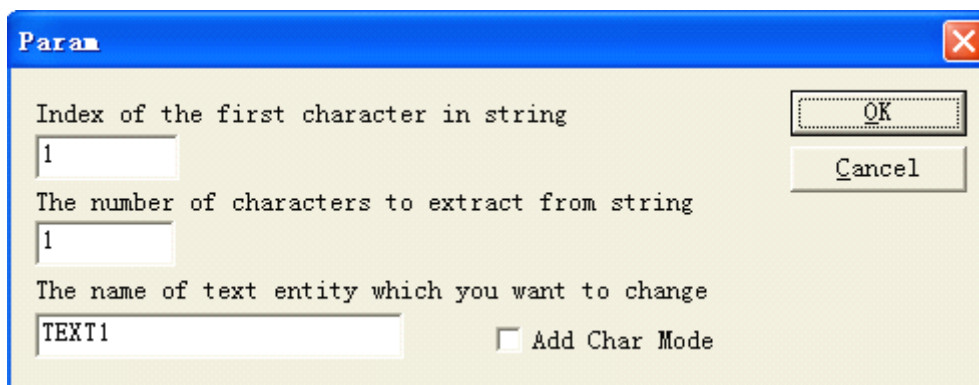 Param
Index of the first character in string
OK
1
Cancel
The number of characters to extract from string
1
The name of text entity which you want to change
TEXT1
Add Char Mode